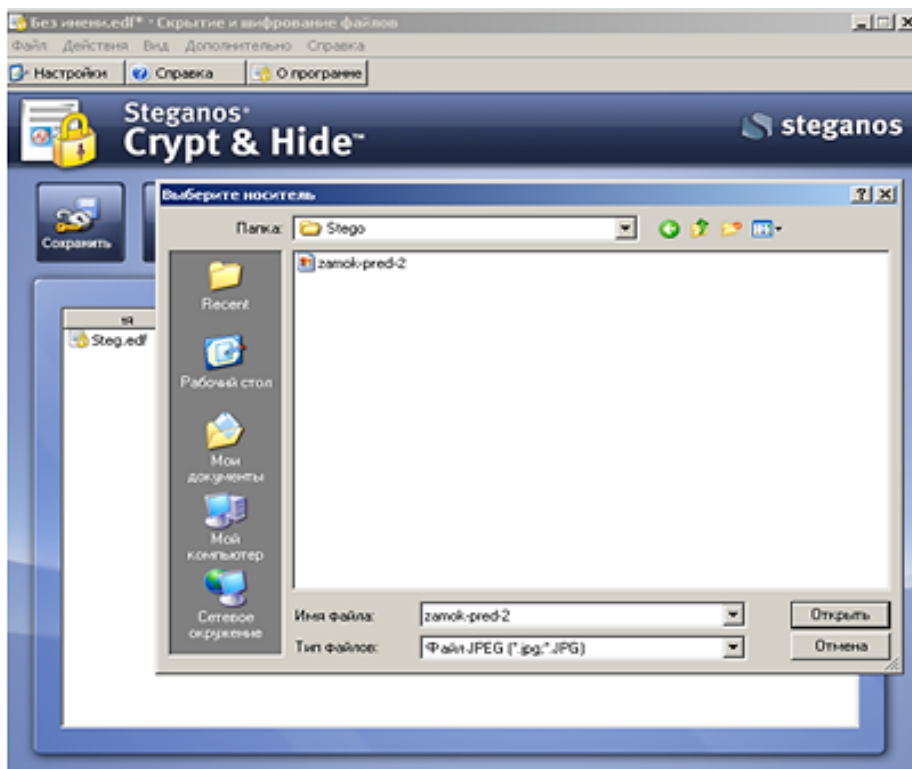 Без имени.edf* - Скрытие и шифрование файлов
Файл Действия Вид Дополнительно Справка
Настройки Справка О программе
Steganos®
Crypt & Hide™
steganos
Выберите носитель
Сохранить
Папка: Stego
zamok-pred-2
Recent
мя
Steg.edf
Рабочий стол
Мои
документы
Мой
компьютер
Сетевое
окружение
Имя файла: zamok-pred-2 Открыть
Тип файлов: Файл JPEG (*.jpg;*.JPG) Отмена